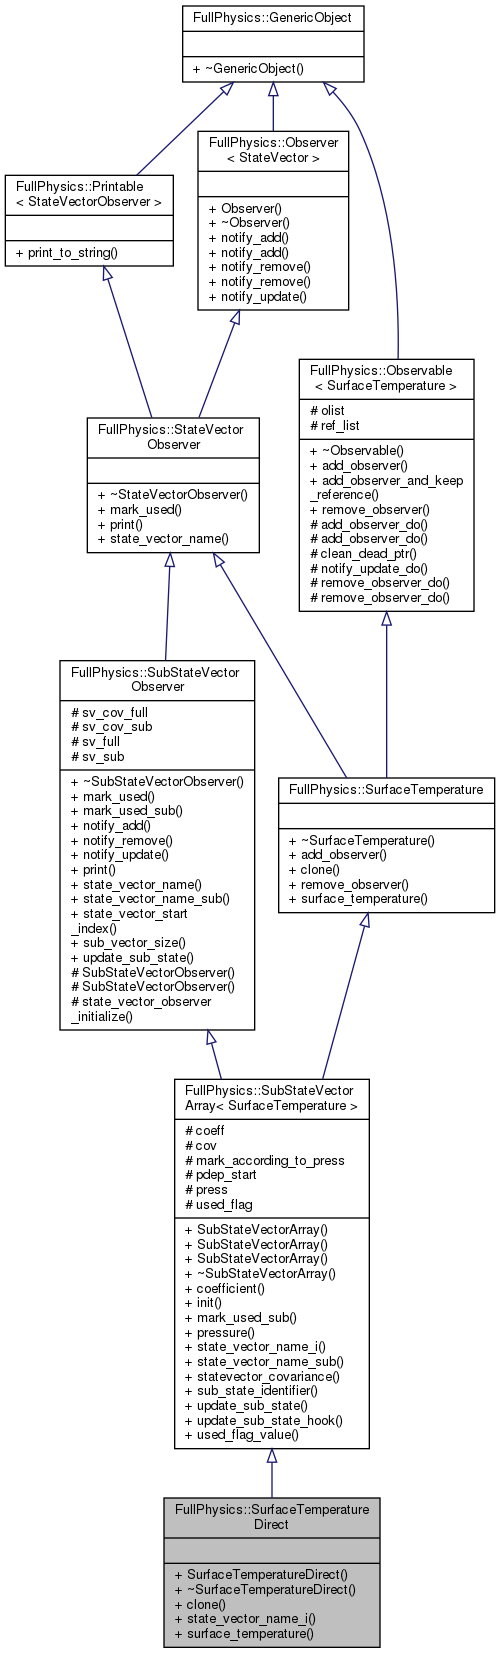 FullPhysics::GenericObject
+ ~GenericObject()
FullPhysics::Observer
< StateVector >
+ Observer()
+ ~Observer()
+ notify_add()
+ notify_add()
+ notify_remove()
+ notify_remove()
+ notify_update()
FullPhysics::Printable
< StateVectorObserver >
+ print_to_string()
FullPhysics::Observable
< SurfaceTemperature >
# olist
# ref_list
+ ~Observable()
+ add_observer()
+ add_observer_and_keep
_reference()
+ remove_observer()
# add_observer_do()
# add_observer_do()
# clean_dead_ptr()
# notify_update_do()
# remove_observer_do()
# remove_observer_do()
FullPhysics::StateVector
Observer
+ ~StateVectorObserver()
+ mark_used()
+ print()
+ state_vector_name()
FullPhysics::SubStateVector
Observer
# sv_cov_full
# sv_cov_sub
# sv_full
# sv_sub
+ ~SubStateVectorObserver()
+ mark_used()
+ mark_used_sub()
+ notify_add()
+ notify_remove()
+ notify_update()
+ print()
+ state_vector_name()
+ state_vector_name_sub()
+ state_vector_start
_index()
+ sub_vector_size()
+ update_sub_state()
# SubStateVectorObserver()
# SubStateVectorObserver()
# state_vector_observer
_initialize()
FullPhysics::SurfaceTemperature
+ ~SurfaceTemperature()
+ add_observer()
+ clone()
+ remove_observer()
+ surface_temperature()
FullPhysics::SubStateVector
Array< SurfaceTemperature >
# coeff
# cov
# mark_according_to_press
# pdep_start
# press
# used_flag
+ SubStateVectorArray()
+ SubStateVectorArray()
+ SubStateVectorArray()
+ ~SubStateVectorArray()
+ coefficient()
+ init()
+ mark_used_sub()
+ pressure()
+ state_vector_name_i()
+ state_vector_name_sub()
+ statevector_covariance()
+ sub_state_identifier()
+ update_sub_state()
+ update_sub_state_hook()
+ used_flag_value()
FullPhysics::SurfaceTemperature
Direct
+ SurfaceTemperatureDirect()
+ ~SurfaceTemperatureDirect()
+ clone()
+ state_vector_name_i()
+ surface_temperature()